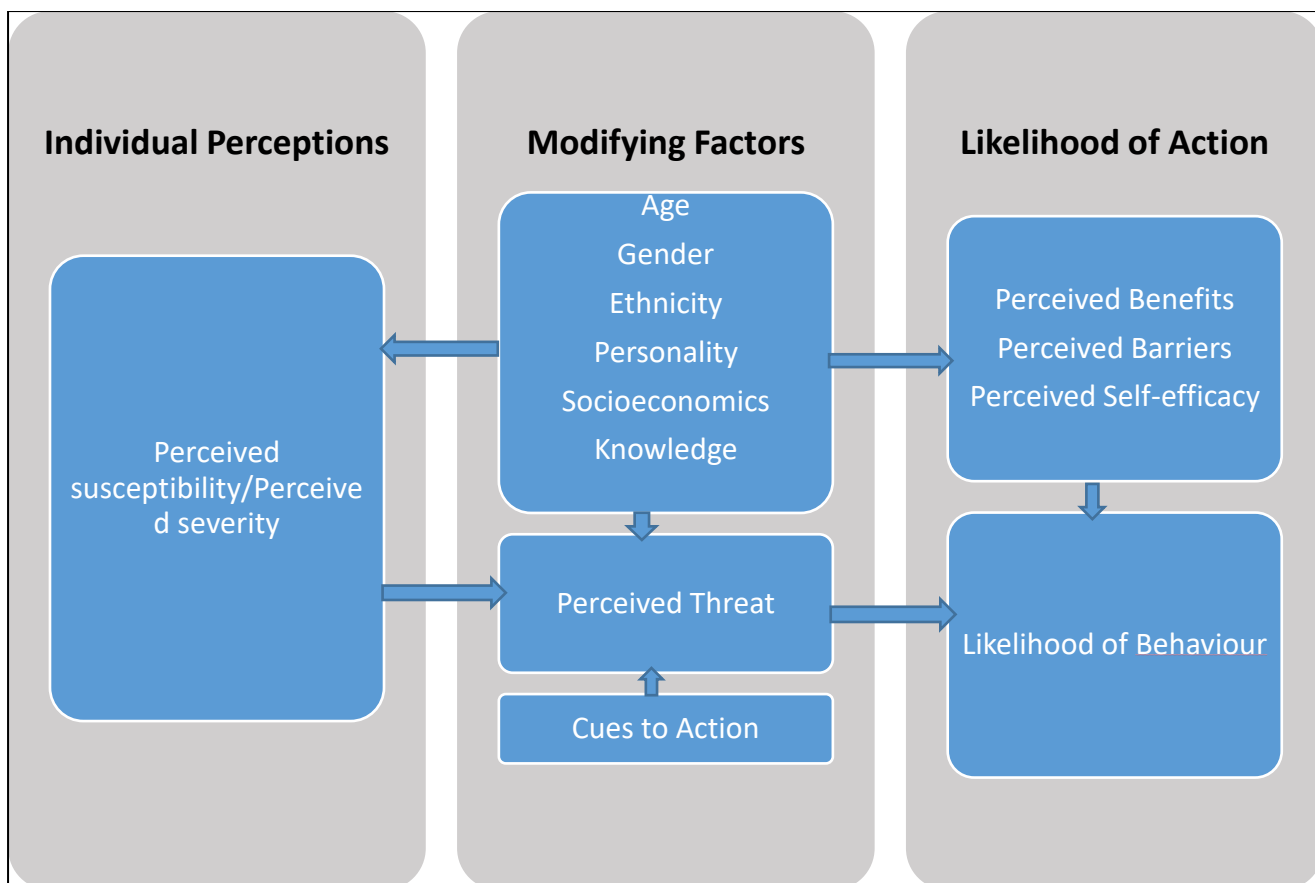 Individual Perceptions
Perceived
susceptibility/Perceive
d severity
Modifying Factors
Age
Gender
Ethnicity
Personality
Socioeconomics
Knowledge
Perceived Threat
Cues to Action
Likelihood of Action
Perceived Benefits
Perceived Barriers
Perceived Self-efficacy
Likelihood of Behaviour